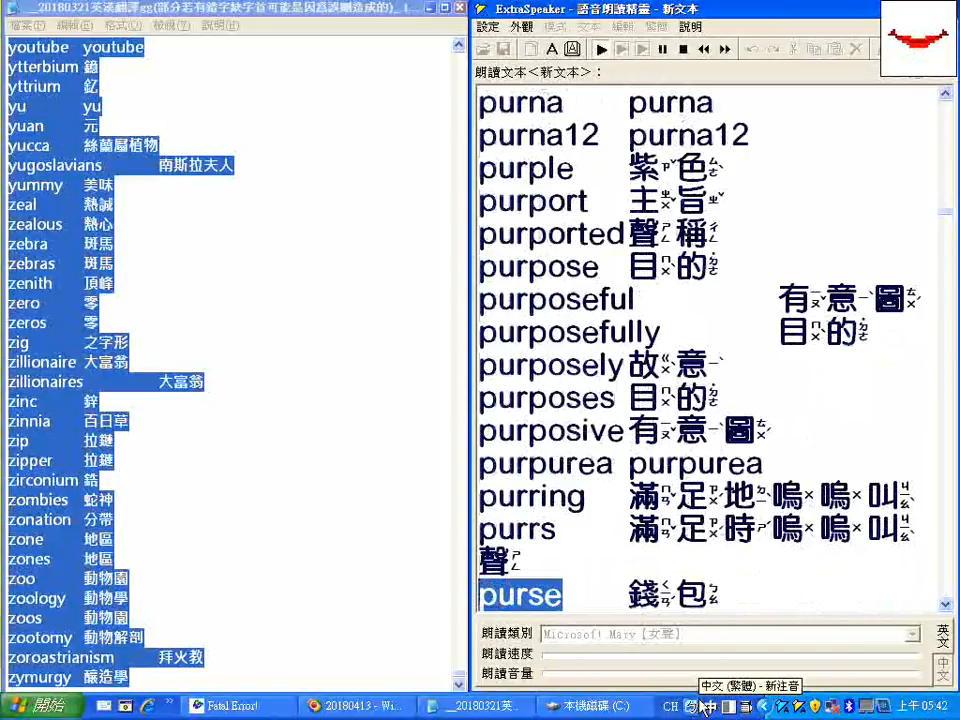 __20180321英漢翻譯gg(部分若有錯字缺字首可能是因為誤刪造成的)_
檔案(F) 編輯(E) 格式(O) 檢視(V) 說明(H)
youtube youtube
ytterbium 鐿
yttrium 釔
yu yu
yuan 元
yucca 絲蘭屬植物
yugoslavians 南斯拉夫人
yummy 美味
zeal 熱誠
zealous 熱心
zebra 斑馬
zebras 斑馬
zenith 頂峰
zero 零
zeros 零
zig 之字形
zillionaire 大富翁
zillionaires 大富翁
zinc 鋅
zinnia 百日草
zip 拉鏈
zipper 拉鏈
zirconium 鋯
zombies 蛇神
zonation 分帶
zone 地區
zones 地區
zoo 動物園
zoology 動物學
zoos 動物園
zootomy 動物解剖
zoroastrianism 拜火教
zymurgy 釀造學
ExtraSpeaker - 語音朗讀精靈 - 新文本
設定 外觀 模式 文本 編輯 繁簡 說明
朗讀文本<新文本>：
purna purna
purna12 purna12
purple 紫色
purport 主旨
purported 聲稱
purpose 目的
purposeful 有意圖
purposefully 目的
purposely 故意
purposes 目的
purposive 有意圖
purpurea purpurea
purring 滿足地嗚嗚叫
purrs 滿足時嗚嗚叫
聲
purse 錢包
朗讀類別 Microsoft Mary【女聲】
朗讀速度
朗讀音量
英文
中文
中文 (繁體) - 新注音
開始 Fatal Error! 20180413 - Wi... __20180321英... 本機磁碟 (C:) CH 上午 05:42